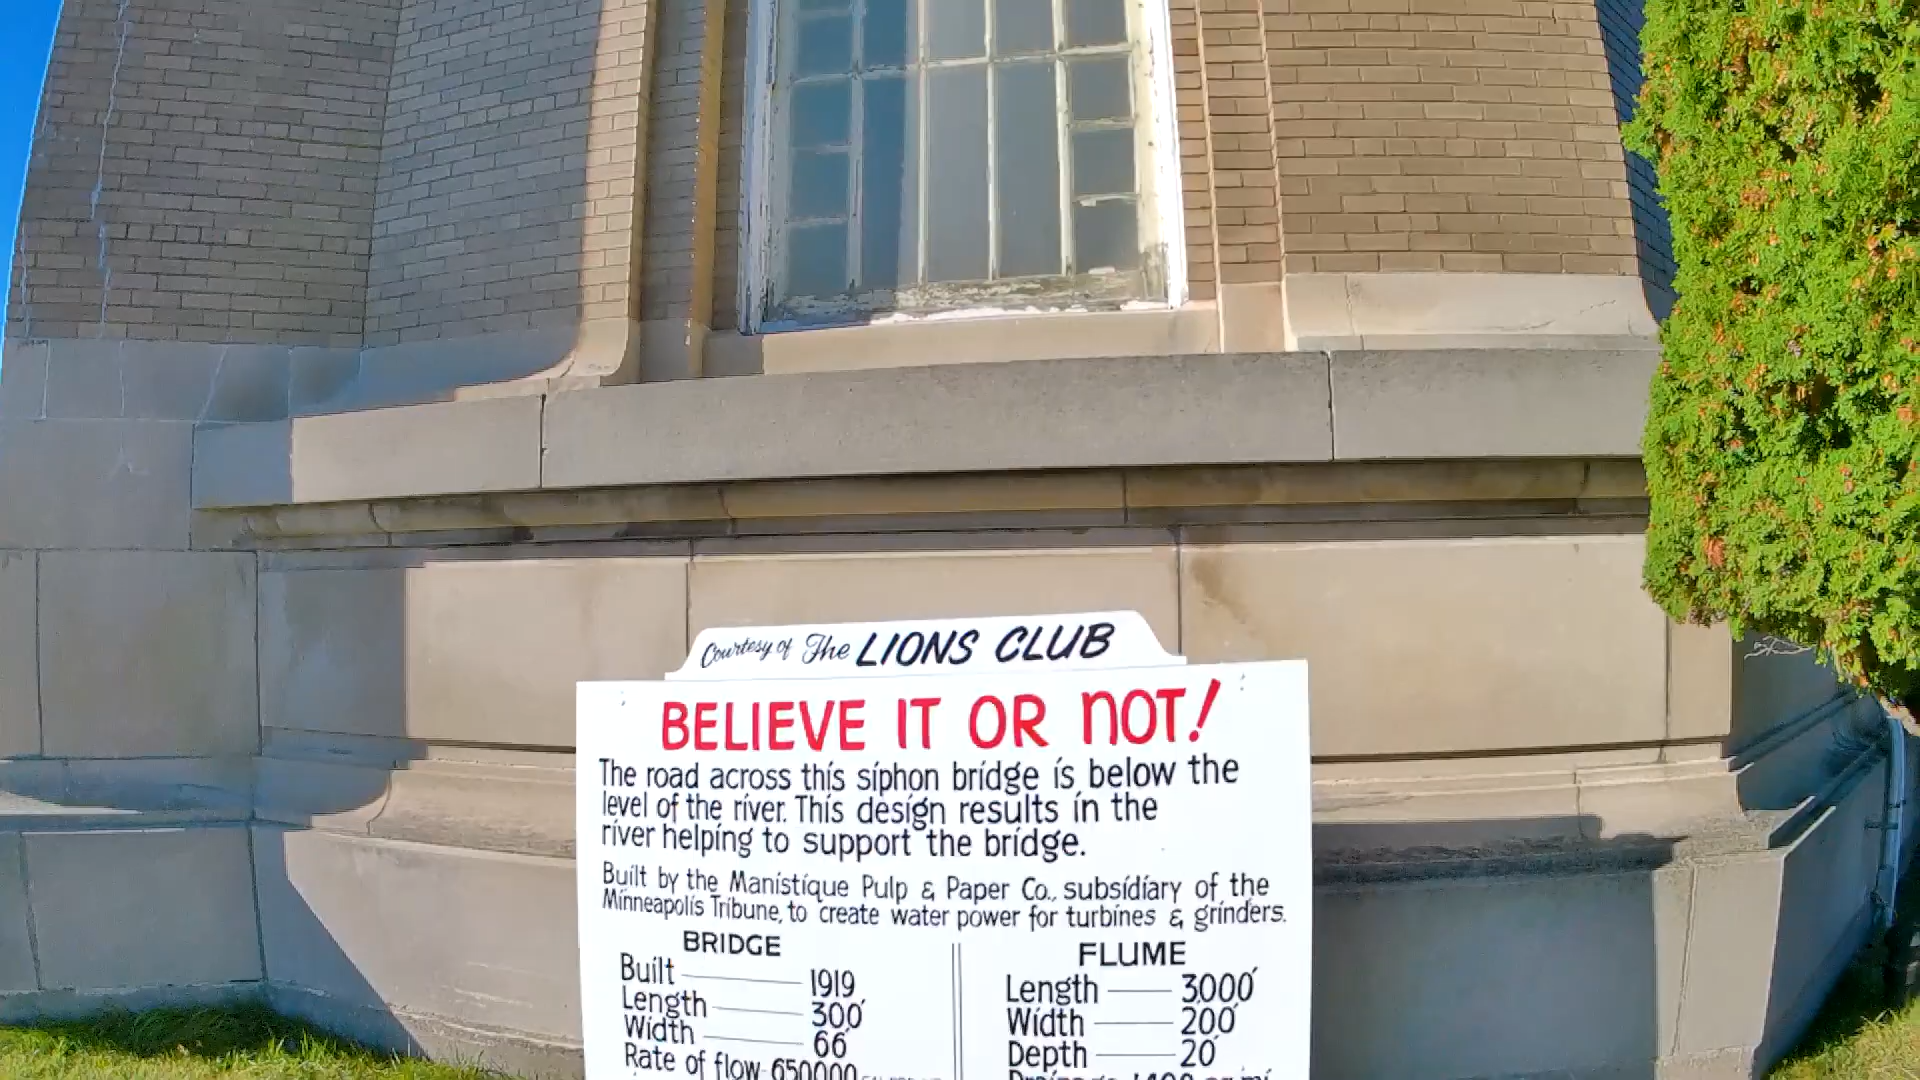 Courtesy of The LIONS CLUB
BELIEVE IT OR NOT!
The road across this siphon bridge is below the
level of the river. This design results in the
river helping to support the bridge.
Built by the Manistique Pulp & Paper Co., subsidiary of the
Minneapolis Tribune, to create water power for turbines & grinders.
BRIDGE
Built 1919
Length 300'
Width 66'
Rate of flow 650000
FLUME
Length 3000'
Width 200'
Depth 20'